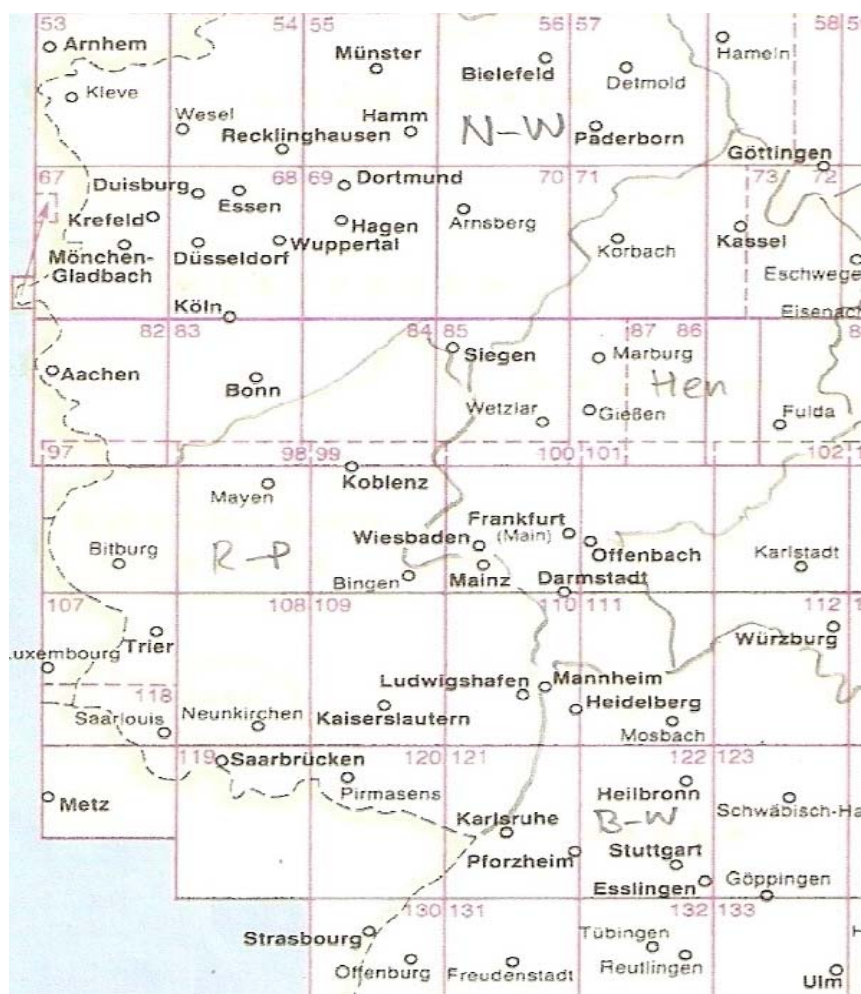 53
54 55
56 57
58 5
Arnhem
Münster
Bielefeld
Hameln
Detmold
Kleve
Wesel
Hamm
Recklinghausen
N-W
Paderborn
Göttingen
67
68 69
70 71
73 72
Duisburg
Dortmund
Essen
Krefeld
Hagen
Arnsberg
Kassel
Mönchen-
Gladbach
Düsseldorf
Wuppertal
Korbach
Eschwege
Köln
Eisenach
82 83
84 85
87 86
8
Siegen
Marburg
Aachen
Bonn
Hen
Wetzlar
Gießen
Fulda
97
98 99
100 101
102 1
Koblenz
Mayen
Frankfurt
(Main)
Wiesbaden
Offenbach
Bitburg
R-P
Karlstadt
Bingen
Mainz
Darmstadt
107
108 109
110 111
112 1
Trier
Würzburg
Luxembourg
Ludwigshafen
Mannheim
118
Saarlouis
Neunkirchen
Kaiserslautern
Heidelberg
Mosbach
119
Saarbrücken
120 121
122 123
Metz
Pirmasens
Heilbronn
Schwäbisch-Ha
Karlsruhe
B-W
Pforzheim
Stuttgart
Esslingen
Göppingen
130 131
132 133
Strasbourg
Tübingen
H
Offenburg
Freudenstadt
Reutlingen
Ulm